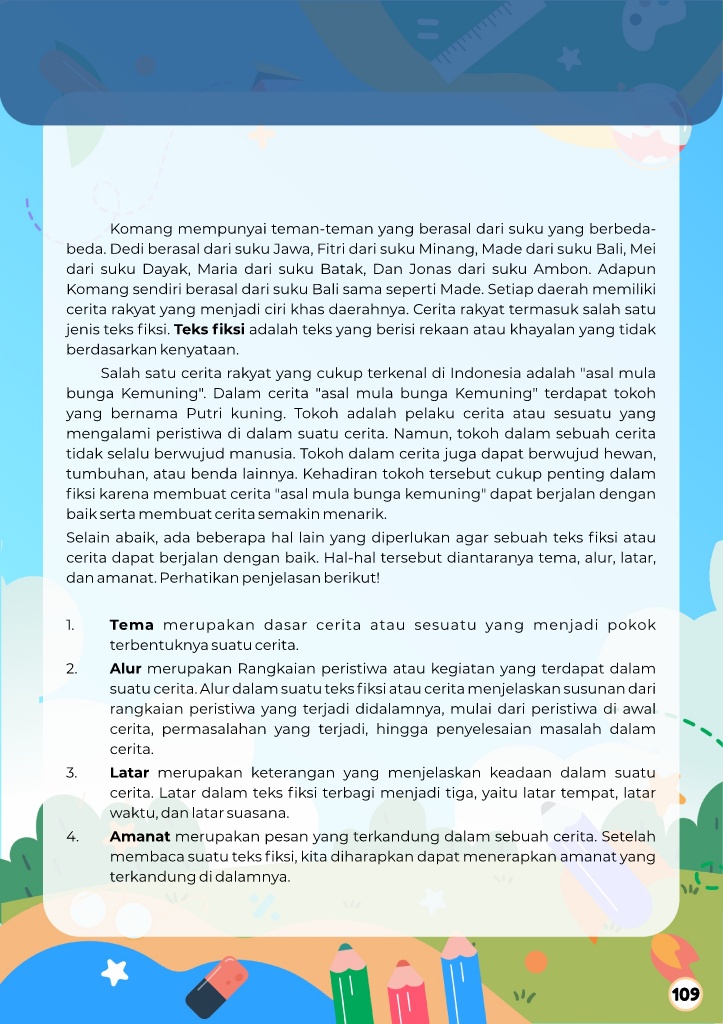 Komang mempunyai teman-teman yang berasal dari suku yang berbeda-
beda. Dedi berasal dari suku Jawa, Fitri dari suku Minang, Made dari suku Bali, Mei
dari suku Dayak, Maria dari suku Batak, Dan Jonas dari suku Ambon. Adapun
Komang sendiri berasal dari suku Bali sama seperti Made. Setiap daerah memiliki
cerita rakyat yang menjadi ciri khas daerahnya. Cerita rakyat termasuk salah satu
jenis teks fiksi. Teks fiksi adalah teks yang berisi rekaan atau khayalan yang tidak
berdasarkan kenyataan.
Salah satu cerita rakyat yang cukup terkenal di Indonesia adalah "asal mula
bunga Kemuning". Dalam cerita "asal mula bunga Kemuning" terdapat tokoh
yang bernama Putri kuning. Tokoh adalah pelaku cerita atau sesuatu yang
mengalami peristiwa di dalam suatu cerita. Namun, tokoh dalam sebuah cerita
tidak selalu berwujud manusia. Tokoh dalam cerita juga dapat berwujud hewan,
tumbuhan, atau benda lainnya. Kehadiran tokoh tersebut cukup penting dalam
fiksi karena membuat cerita "asal mula bunga kemuning" dapat berjalan dengan
baik serta membuat cerita semakin menarik.
Selain abaik, ada beberapa hal lain yang diperlukan agar sebuah teks fiksi atau
cerita dapat berjalan dengan baik. Hal-hal tersebut diantaranya tema, alur, latar,
dan amanat. Perhatikan penjelasan berikut!
1. Tema merupakan dasar cerita atau sesuatu yang menjadi pokok
terbentuknya suatu cerita.
2. Alur merupakan Rangkaian peristiwa atau kegiatan yang terdapat dalam
suatu cerita. Alur dalam suatu teks fiksi atau cerita menjelaskan susunan dari
rangkaian peristiwa yang terjadi didalamnya, mulai dari peristiwa di awal
cerita, permasalahan yang terjadi, hingga penyelesaian masalah dalam
cerita.
3. Latar merupakan keterangan yang menjelaskan keadaan dalam suatu
cerita. Latar dalam teks fiksi terbagi menjadi tiga, yaitu latar tempat, latar
waktu, dan latar suasana.
4. Amanat merupakan pesan yang terkandung dalam sebuah cerita. Setelah
membaca suatu teks fiksi, kita diharapkan dapat menerapkan amanat yang
terkandung di dalamnya.
109